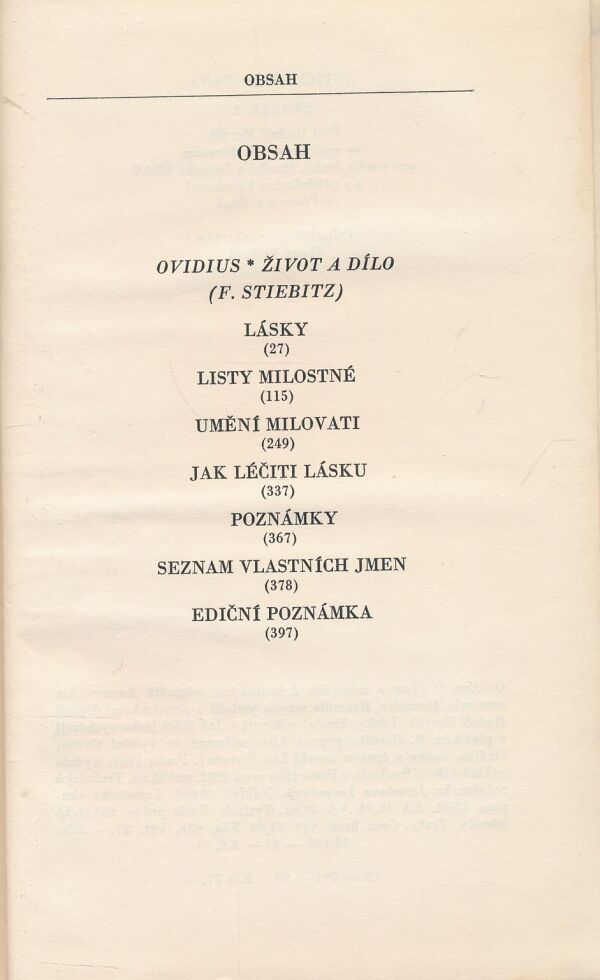 OBSAH
OBSAH
OVIDIUS * ŽIVOT A DÍLO
(F. STIEBITZ)
LÁSKY
(27)
LISTY MILOSTNÉ
(115)
UMĚNÍ MILOVATI
(249)
JAK LÉČITI LÁSKU
(337)
POZNÁMKY
(367)
SEZNAM VLASTNÍCH JMEN
(378)
EDIČNÍ POZNÁMKA
(397)